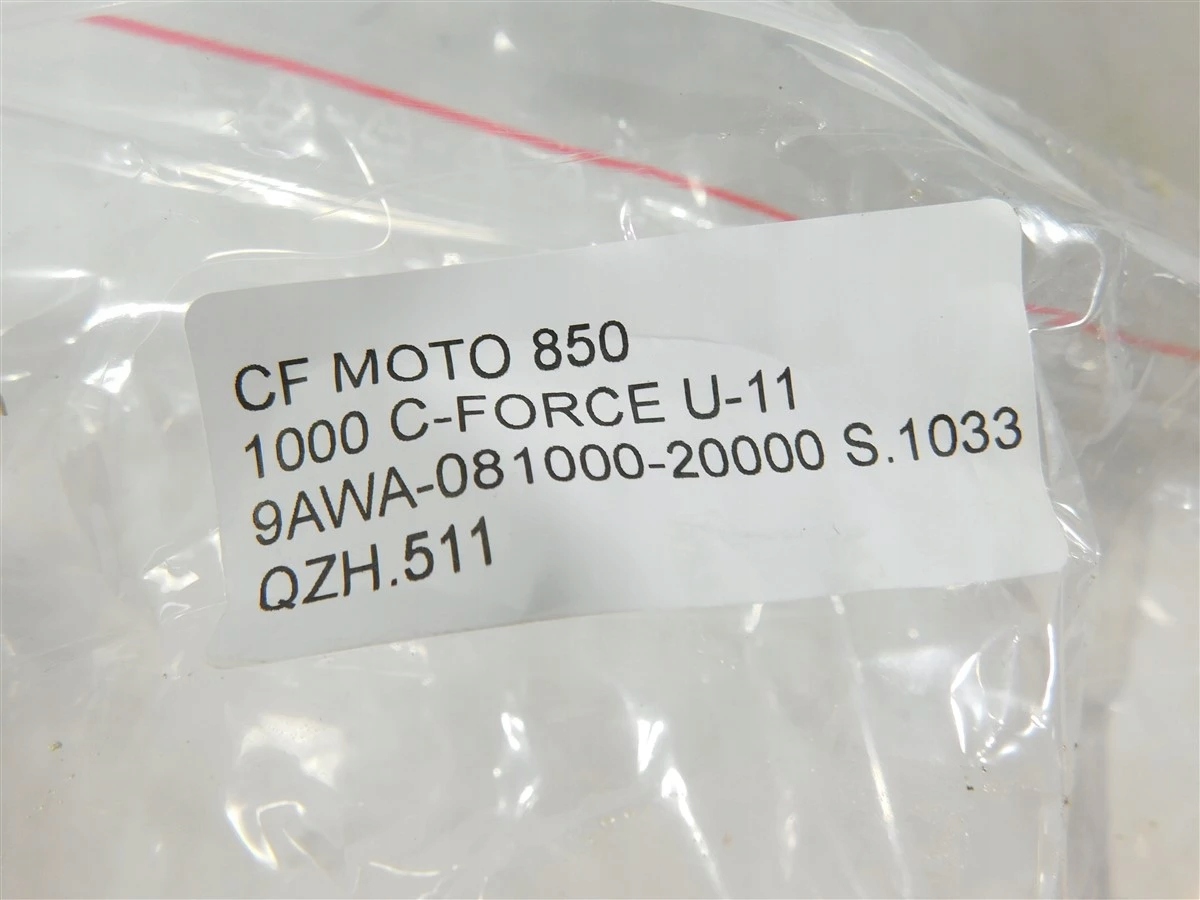 CF MOTO 850
1000 C-FORCE U-11
9AWA-081000-20000 S.1033
QZH.511